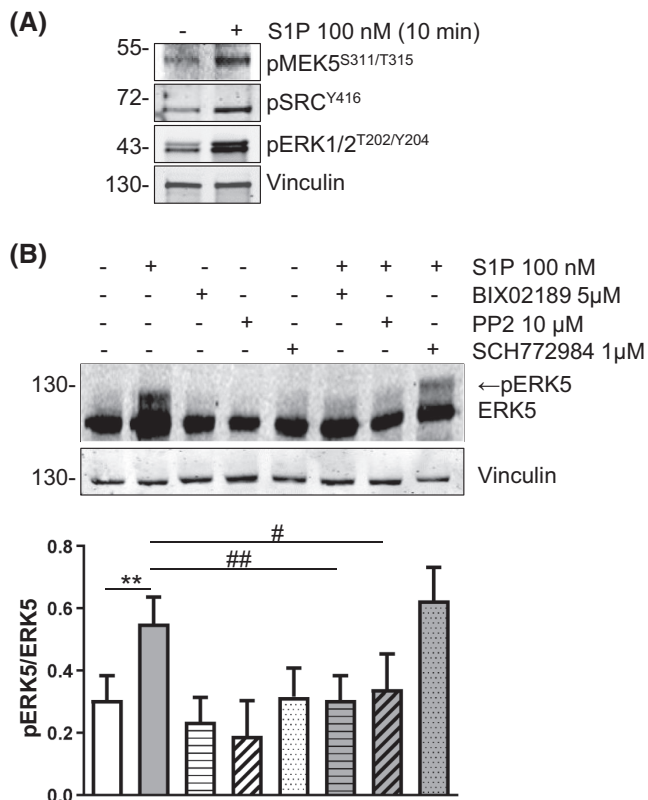 (A)
- + S1P 100 nM (10 min)
55-
pMEK5S311/T315
72-
pSRCY416
43-
pERK1/2T202/Y204
130-
Vinculin
(B)
- + - - - + + + S1P 100 nM
- - + - - + - - BIX02189 5µM
- - - + - - + - PP2 10 µM
- - - - + - - + SCH772984 1µM
130-
←pERK5
ERK5
130-
Vinculin
#
##
**
pERK5/ERK5
0.8
0.6
0.4
0.2
0.0